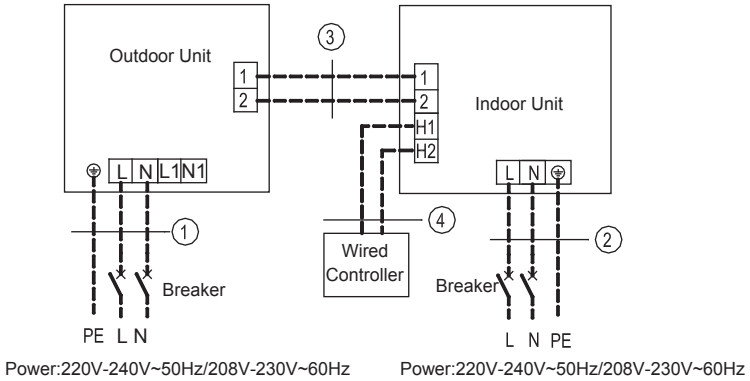 Outdoor Unit
1
2
L N L1 N1
1
Breaker
PE L N
Power:220V-240V~50Hz/208V-230V~60Hz
3
1
2
H1
H2
Indoor Unit
L N
4
Wired
Controller
2
Breaker
L N PE
Power:220V-240V~50Hz/208V-230V~60Hz